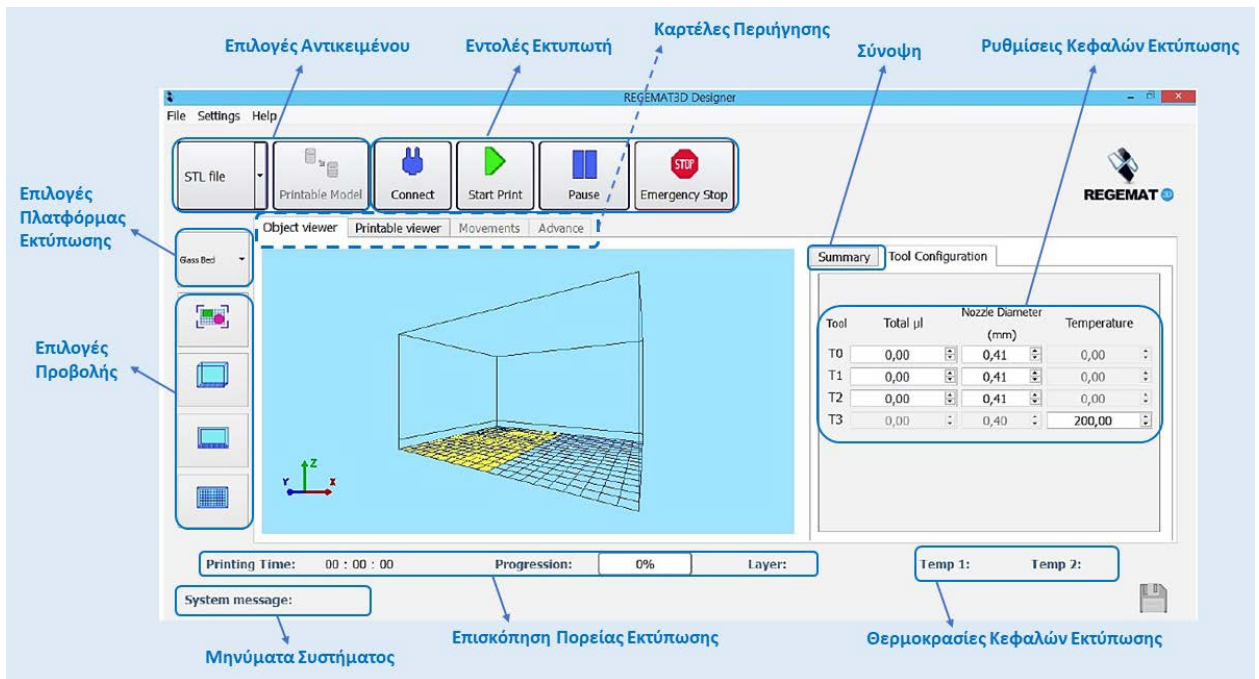 Καρτέλες Περιήγησης
Επιλογές Αντικειμένου
Εντολές Εκτυπωτή
Σύνοψη
Ρυθμίσεις Κεφαλών Εκτύπωσης
REGEMAT3D Designer
File Settings Help
STL file
Printable Model
Connect
Start Print
Pause
STOP
Emergency Stop
REGEMAT 3D
Επιλογές
Πλατφόρμας
Εκτύπωσης
Object viewer Printable viewer Movements Advance
Glass Bed
Summary Tool Configuration
Tool Total μl Nozzle Diameter (mm) Temperature
T0 0,00 0,41 0,00
T1 0,00 0,41 0,00
T2 0,00 0,41 0,00
T3 0,00 0,40 200,00
Επιλογές
Προβολής
Z
Y X
Printing Time: 00 : 00 : 00 Progression: 0% Layer:
Temp 1: Temp 2:
System message:
Επισκόπηση Πορείας Εκτύπωσης
Θερμοκρασίες Κεφαλών Εκτύπωσης
Μηνύματα Συστήματος